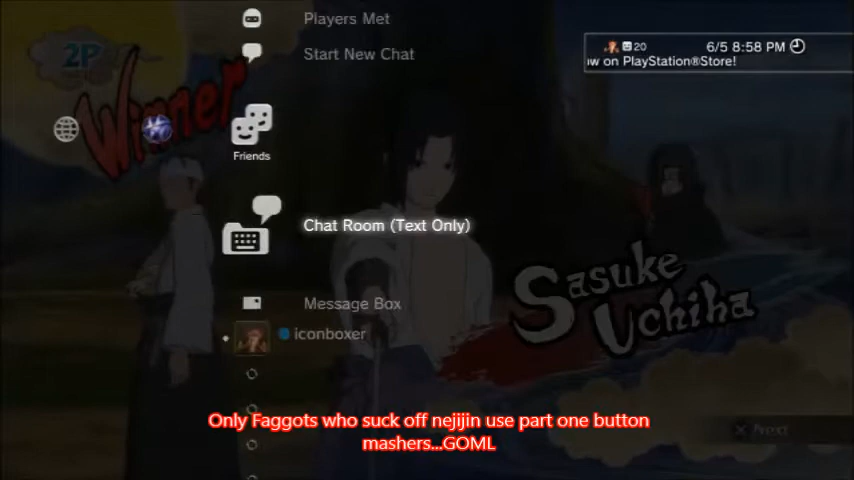 Players Met
Start New Chat
20
6/5 8:58 PM
w on PlayStation®Store!
2P
Winner
Friends
Chat Room (Text Only)
Sasuke
Uchiha
Message Box
iconboxer
Only Faggots who suck off nejijin use part one button
mashers...GOML
Next